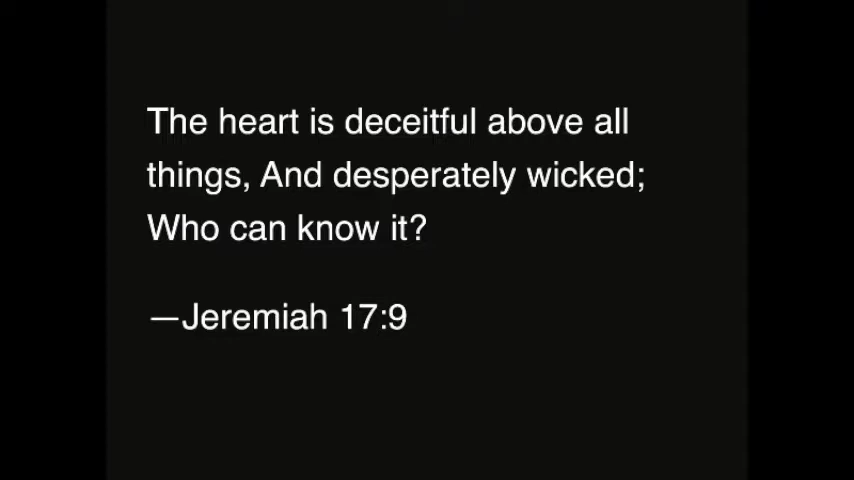 The heart is deceitful above all
things, And desperately wicked;
Who can know it?
—Jeremiah 17:9